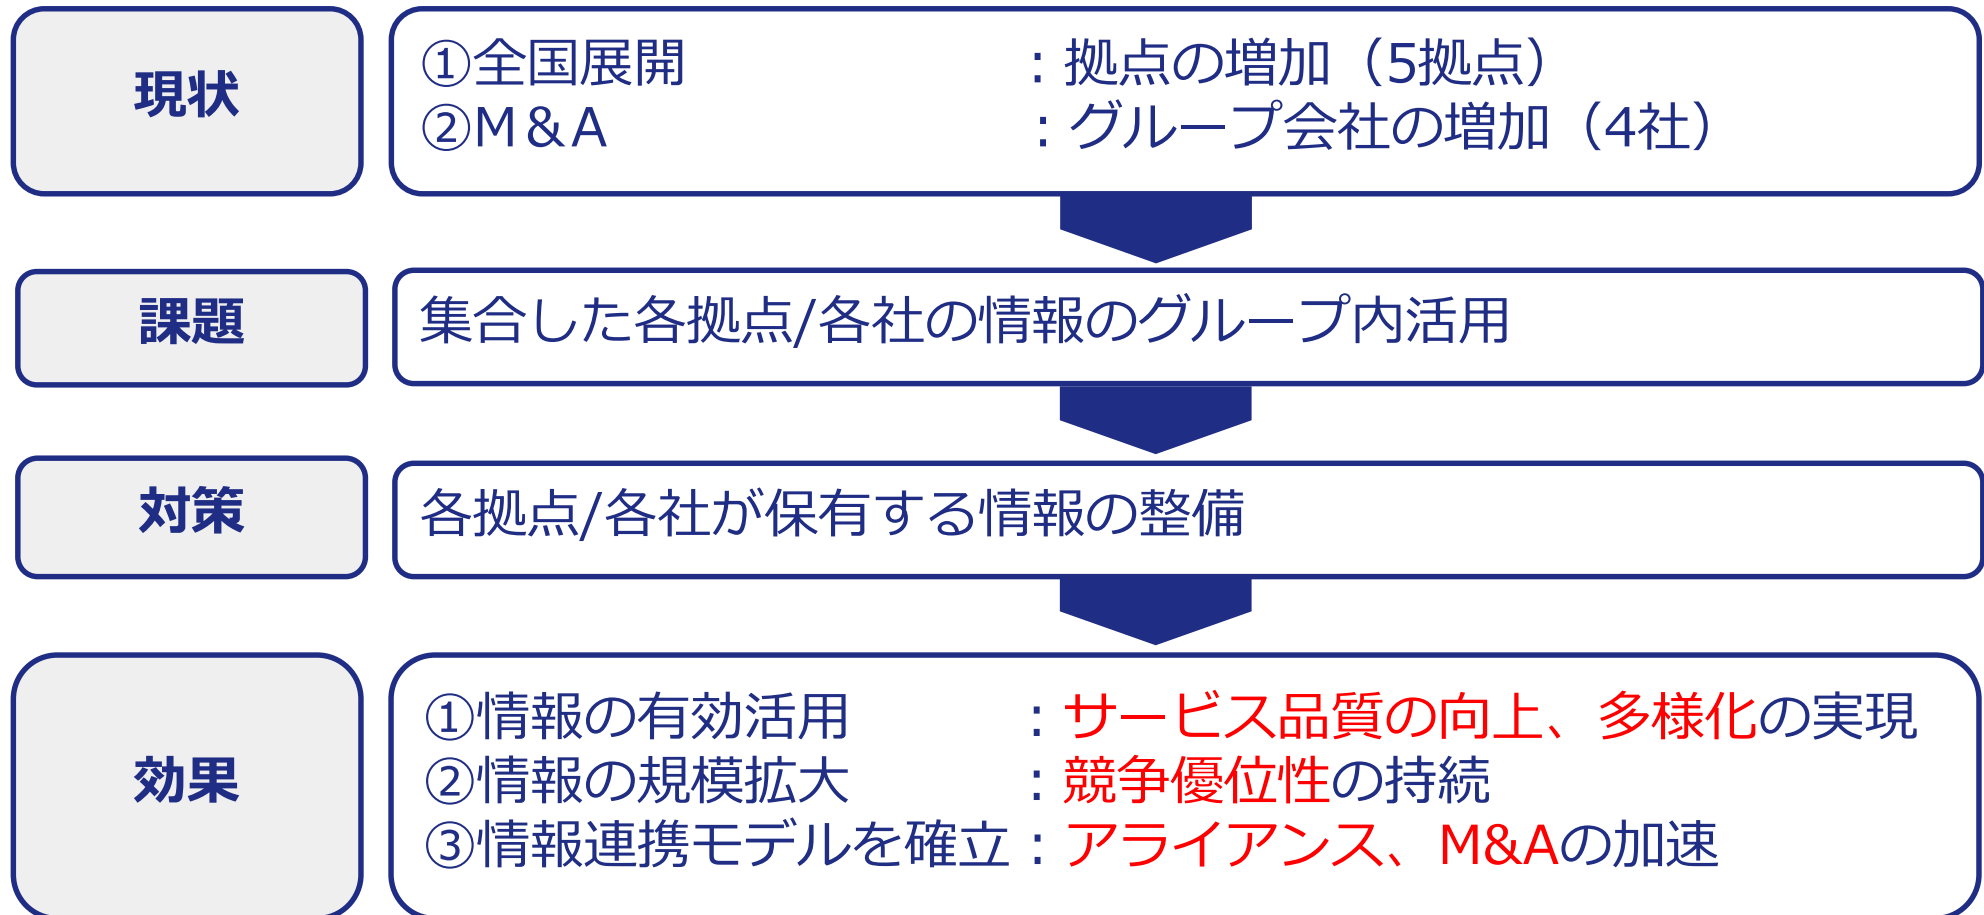 現状
①全国展開：拠点の増加（5拠点）
②M＆A：グループ会社の増加（4社）
課題
集合した各拠点/各社の情報のグループ内活用
対策
各拠点/各社が保有する情報の整備
効果
①情報の有効活用：サービス品質の向上、多様化の実現
②情報の規模拡大：競争優位性の持続
③情報連携モデルを確立：アライアンス、M&Aの加速